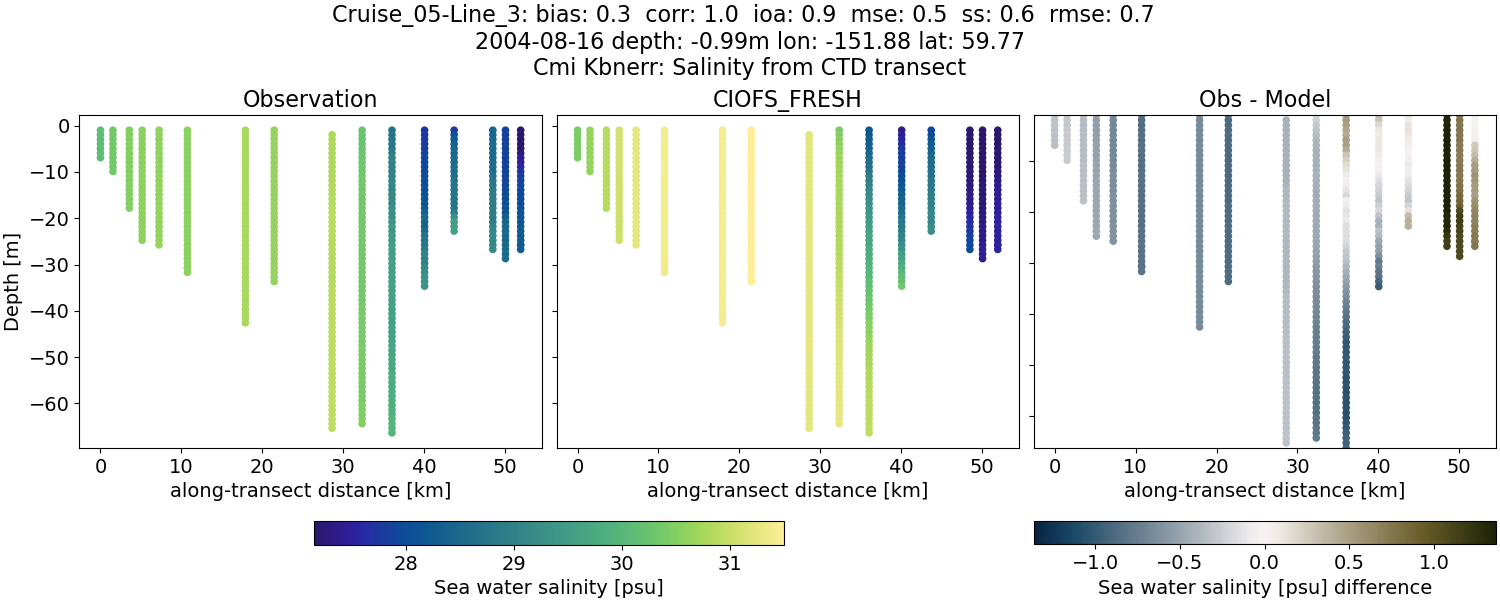 Cruise_05-Line_3: bias: 0.3  corr: 1.0  ioa: 0.9  mse: 0.5  ss: 0.6  rmse: 0.7
2004-08-16 depth: -0.99m lon: -151.88 lat: 59.77
Cmi Kbnerr: Salinity from CTD transect
Observation
CIOFS_FRESH
Obs - Model
Depth [m]
0
−10
−20
−30
−40
−50
−60
0 10 20 30 40 50
0 10 20 30 40 50
0 10 20 30 40 50
along-transect distance [km]
along-transect distance [km]
along-transect distance [km]
28 29 30 31
Sea water salinity [psu]
−1.0 −0.5 0.0 0.5 1.0
Sea water salinity [psu] difference